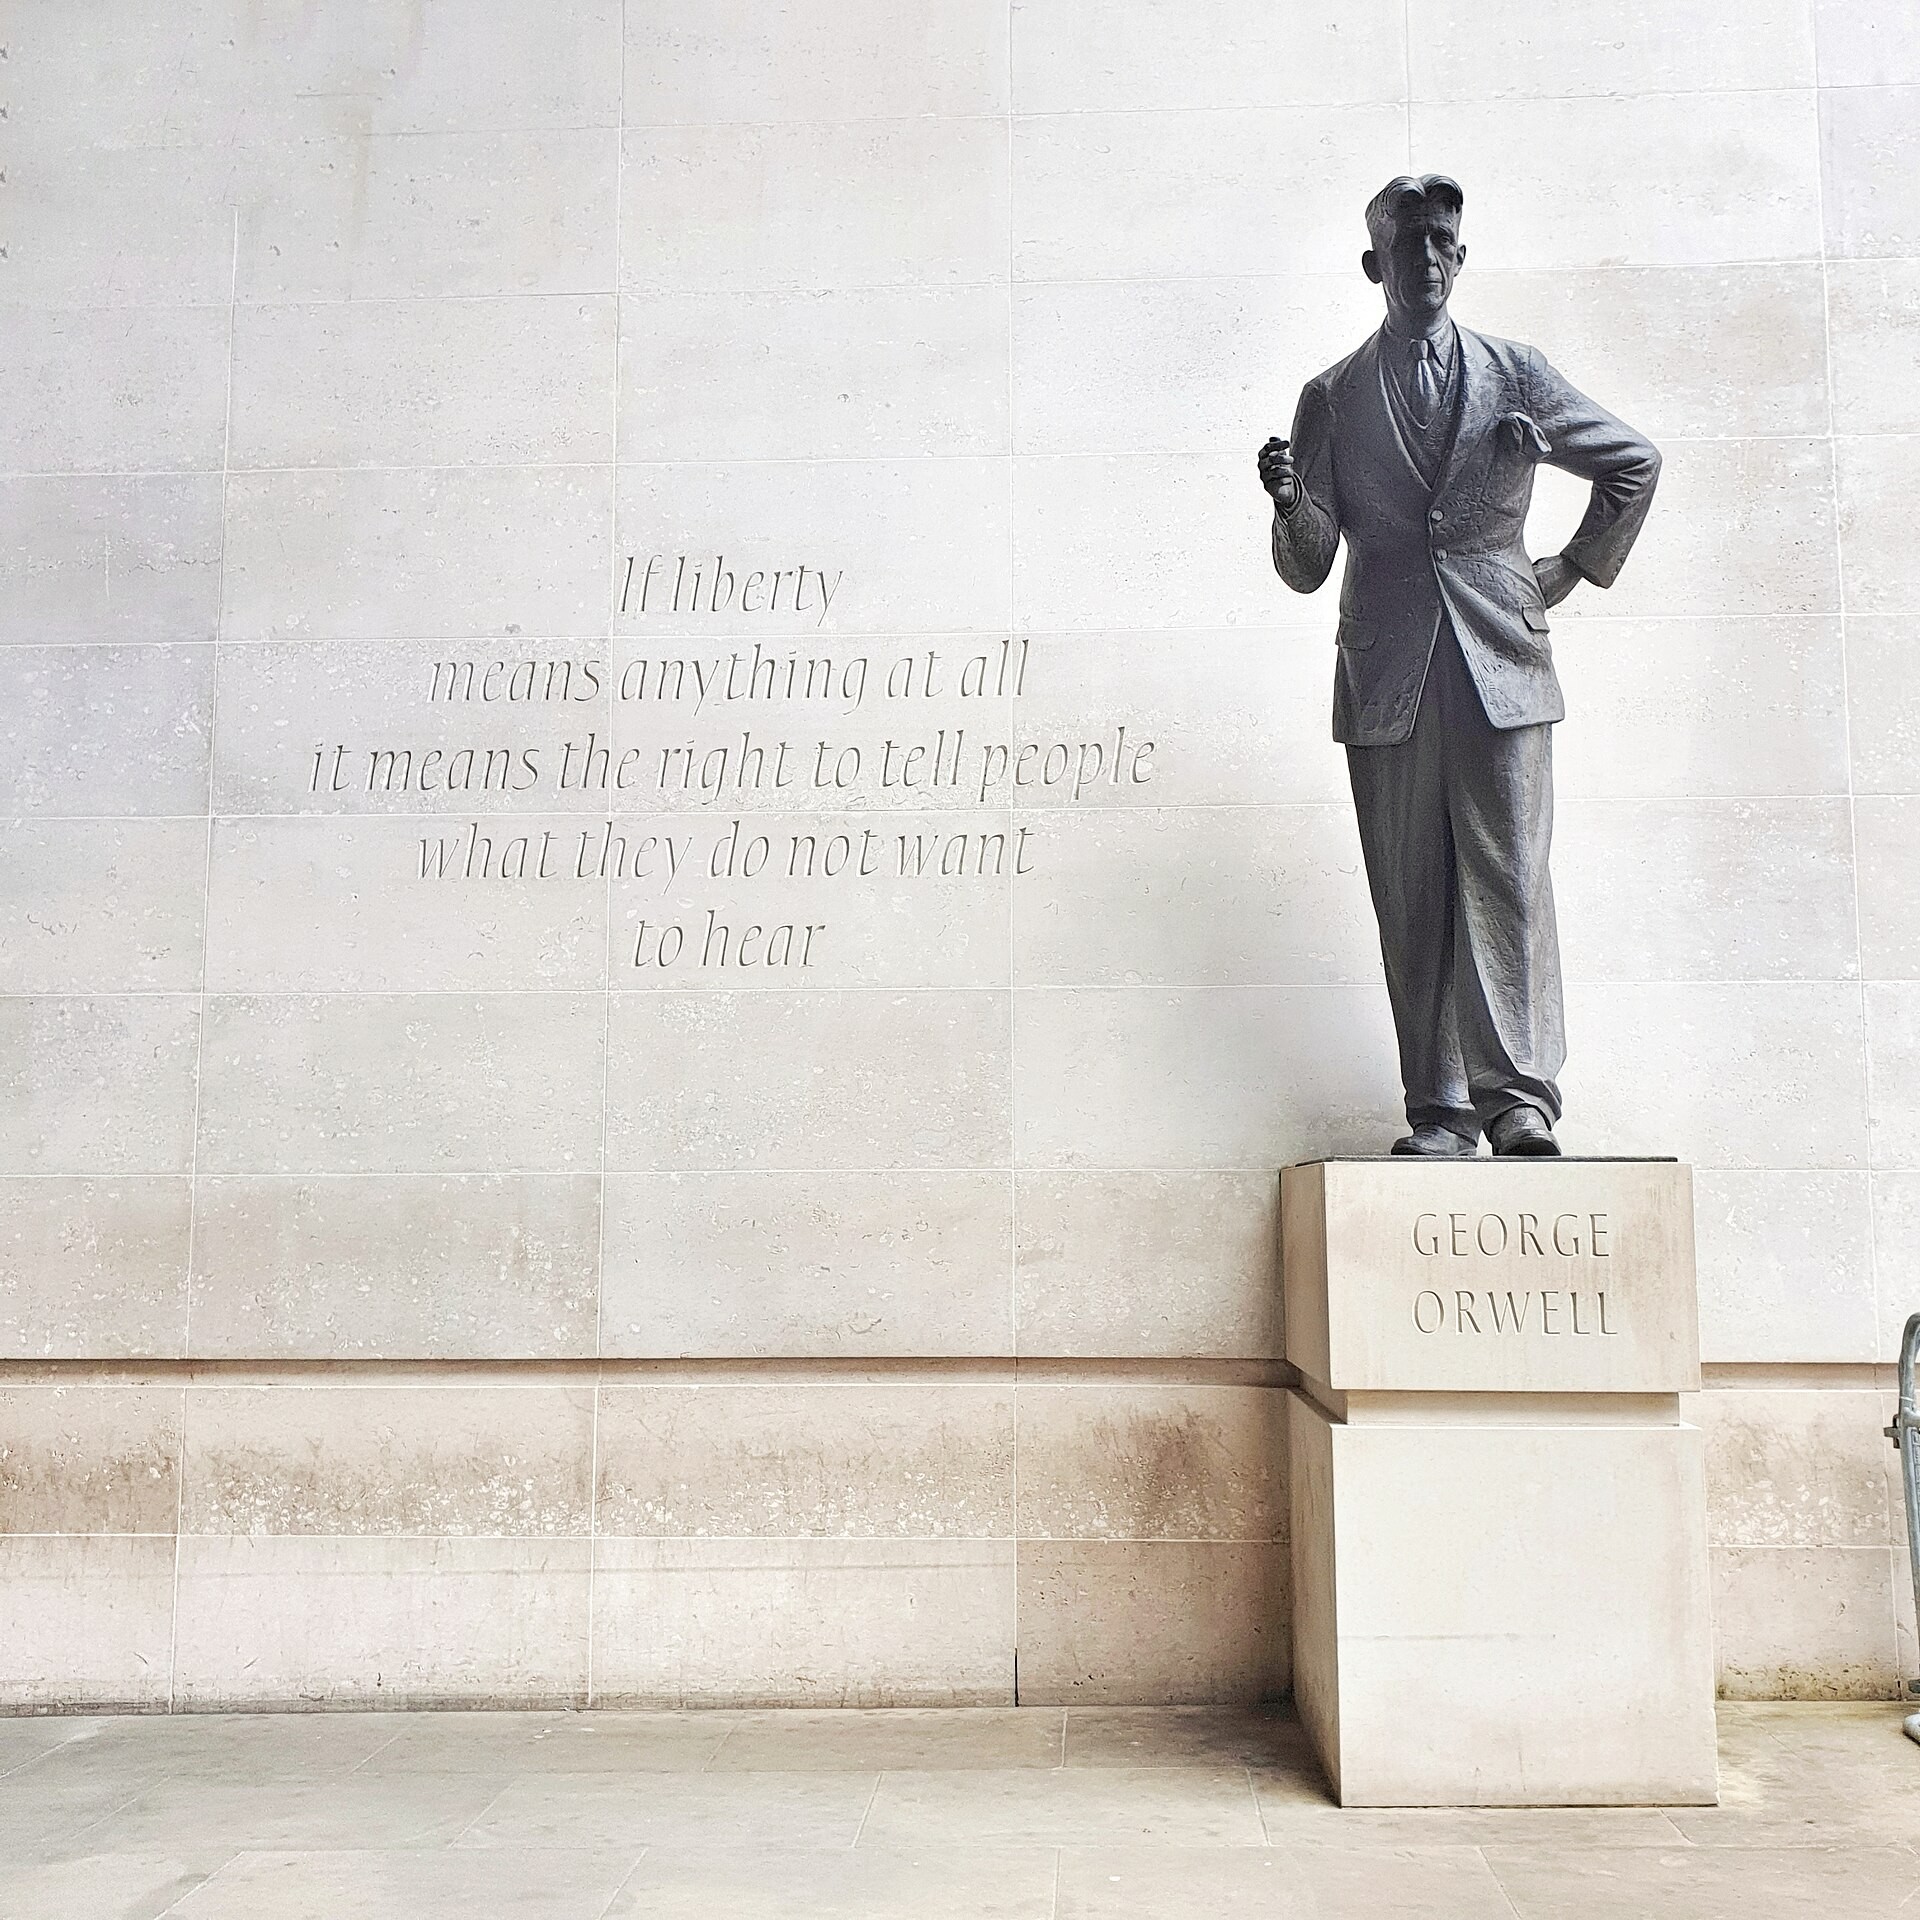 If liberty
means anything at all
it means the right to tell people
what they do not want
to hear
GEORGE
ORWELL